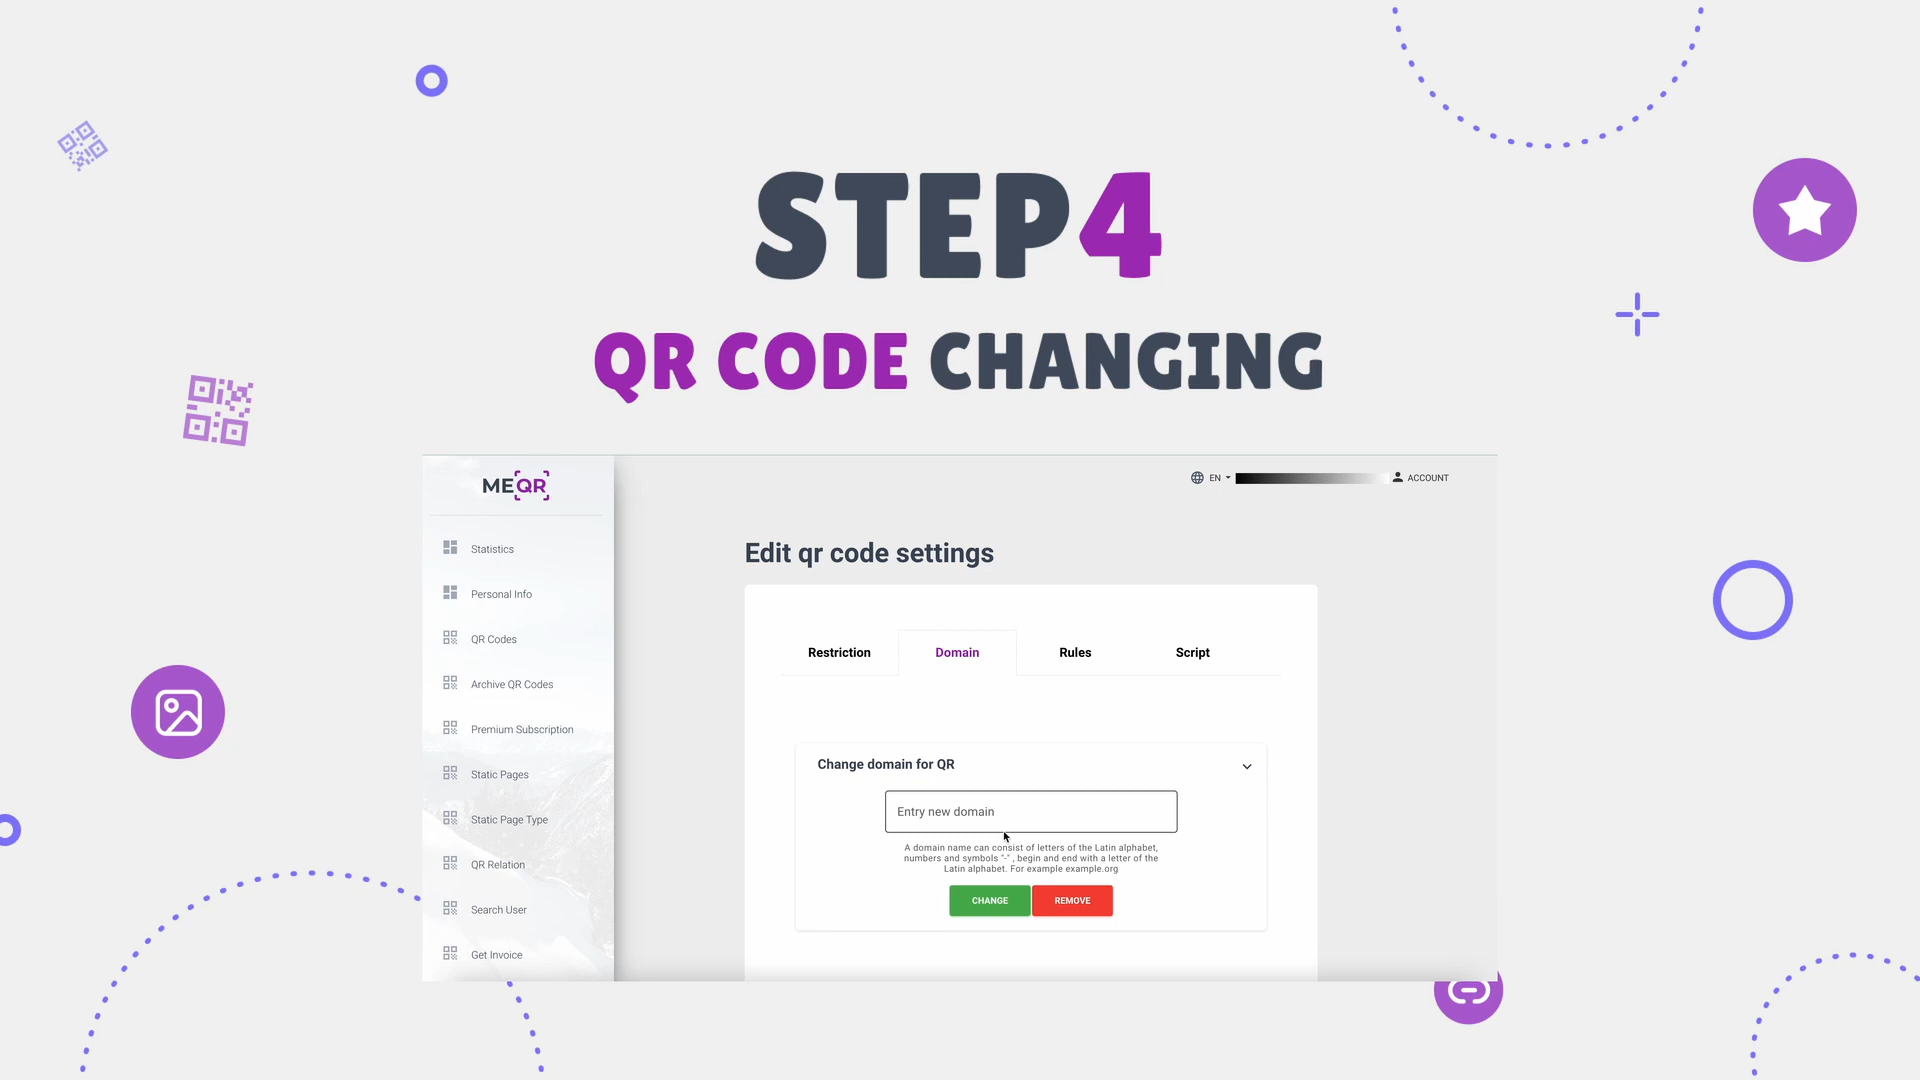 STEP4
QR CODE CHANGING
MEQR
EN
ACCOUNT
Statistics
Personal Info
QR Codes
Archive QR Codes
Premium Subscription
Static Pages
Static Page Type
QR Relation
Search User
Get Invoice
Edit qr code settings
Restriction
Domain
Rules
Script
Change domain for QR
Entry new domain
A domain name can consist of letters of the Latin alphabet,
numbers and symbols "-" , begin and end with a letter of the
Latin alphabet. For example example.org
CHANGE
REMOVE